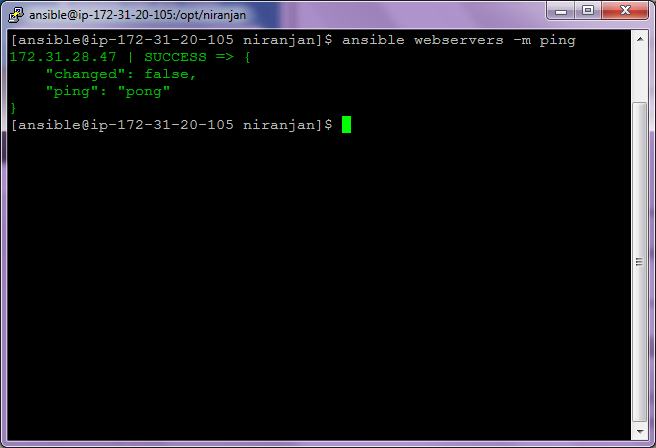 ansible@ip-172-31-20-105:/opt/niranjan
[ansible@ip-172-31-20-105 niranjan]$ ansible webservers -m ping
172.31.28.47 | SUCCESS => {
    "changed": false,
    "ping": "pong"
}
[ansible@ip-172-31-20-105 niranjan]$